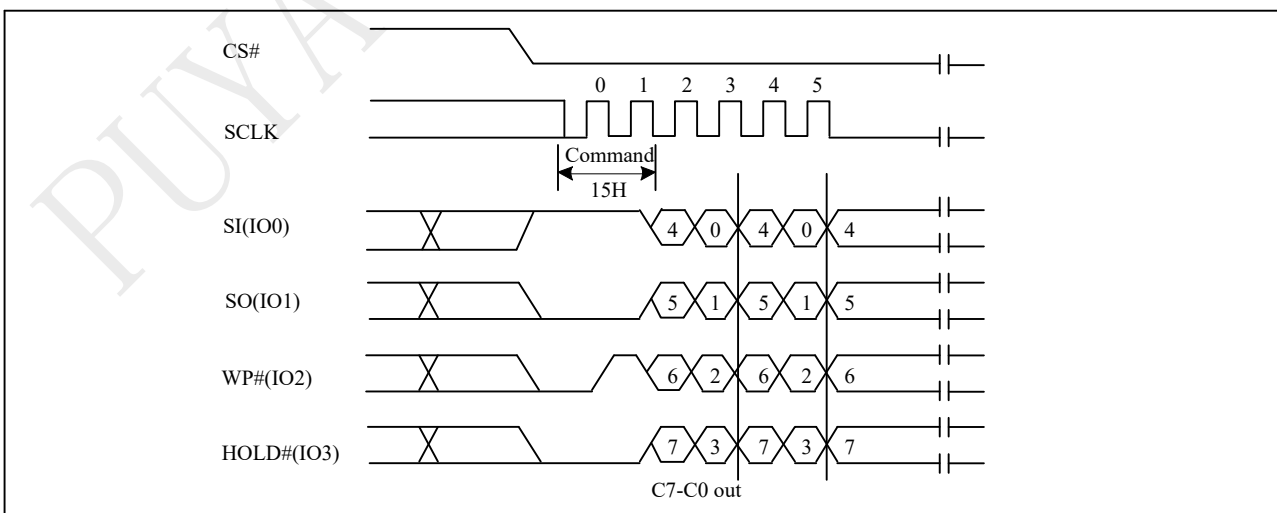 PUYA
CS#
0 1 2 3 4 5
SCLK
Command
15H
SI(IO0)
4 0 4 0 4
SO(IO1)
5 1 5 1 5
WP#(IO2)
6 2 6 2 6
HOLD#(IO3)
7 3 7 3 7
C7-C0 out